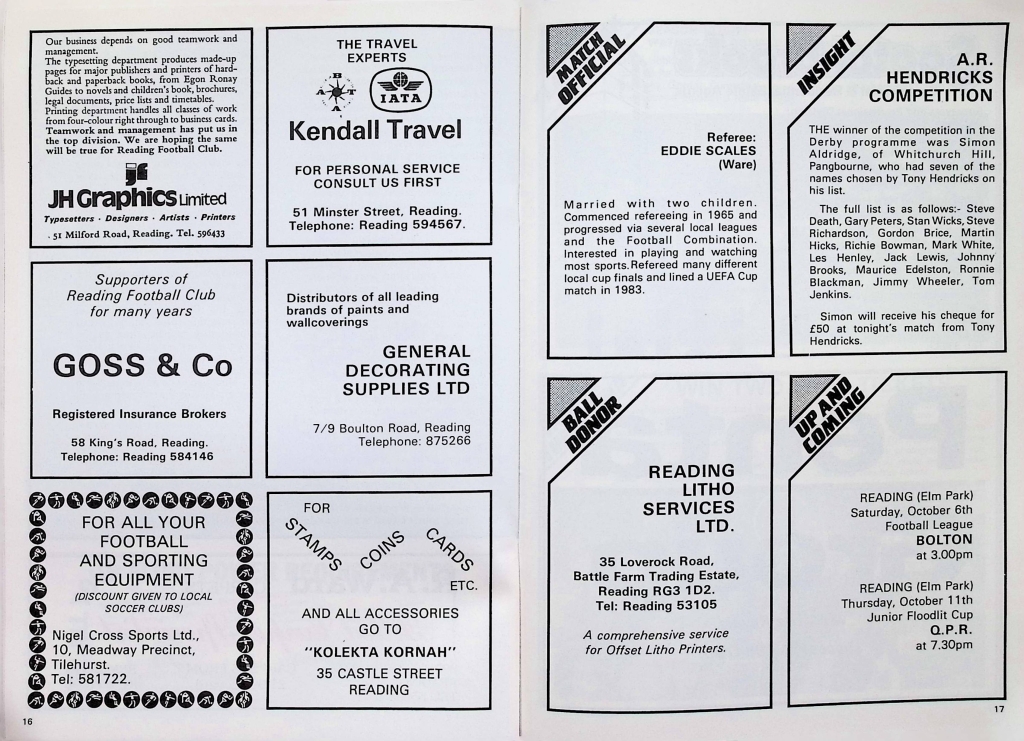 Our business depends on good teamwork and
management.
The typesetting department produces made-up
pages for major publishers and printers of hard-
back and paperback books, from Egon Ronay
Guides to novels and children's book, brochures,
legal documents, price lists and timetables.
Printing department handles all classes of work
from four-colour right through to business cards.
Teamwork and management has put us in
the top division. We are hoping the same
will be true for Reading Football Club.
JH Graphics Limited
Typesetters · Designers · Artists · Printers
51 Milford Road, Reading. Tel. 596433
THE TRAVEL
EXPERTS
A B T A
IATA
Kendall Travel
FOR PERSONAL SERVICE
CONSULT US FIRST
51 Minster Street, Reading.
Telephone: Reading 594567.
Supporters of
Reading Football Club
for many years
GOSS & Co
Registered Insurance Brokers
58 King's Road, Reading.
Telephone: Reading 584146
Distributors of all leading
brands of paints and
wallcoverings
GENERAL
DECORATING
SUPPLIES LTD
7/9 Boulton Road, Reading
Telephone: 875266
FOR ALL YOUR
FOOTBALL
AND SPORTING
EQUIPMENT
(DISCOUNT GIVEN TO LOCAL
SOCCER CLUBS)
Nigel Cross Sports Ltd.,
10, Meadway Precinct,
Tilehurst.
Tel: 581722.
FOR
STAMPS
COINS
CARDS
ETC.
AND ALL ACCESSORIES
GO TO
"KOLEKTA KORNAH"
35 CASTLE STREET
READING
16
MATCH
OFFICIAL
Referee:
EDDIE SCALES
(Ware)
Married with two children.
Commenced refereeing in 1965 and
progressed via several local leagues
and the Football Combination.
Interested in playing and watching
most sports. Refereed many different
local cup finals and lined a UEFA Cup
match in 1983.
INSIGHT
A.R.
HENDRICKS
COMPETITION
THE winner of the competition in the
Derby programme was Simon
Aldridge, of Whitchurch Hill,
Pangbourne, who had seven of the
names chosen by Tony Hendricks on
his list.
The full list is as follows:- Steve
Death, Gary Peters, Stan Wicks, Steve
Richardson, Gordon Brice, Martin
Hicks, Richie Bowman, Mark White,
Les Henley, Jack Lewis, Johnny
Brooks, Maurice Edelston, Ronnie
Blackman, Jimmy Wheeler, Tom
Jenkins.
Simon will receive his cheque for
£50 at tonight's match from Tony
Hendricks.
BALL
DONOR
READING
LITHO
SERVICES
LTD.
35 Loverock Road,
Battle Farm Trading Estate,
Reading RG3 1D2.
Tel: Reading 53105
A comprehensive service
for Offset Litho Printers.
UP AND
COMING
READING (Elm Park)
Saturday, October 6th
Football League
BOLTON
at 3.00pm
READING (Elm Park)
Thursday, October 11th
Junior Floodlit Cup
Q.P.R.
at 7.30pm
17